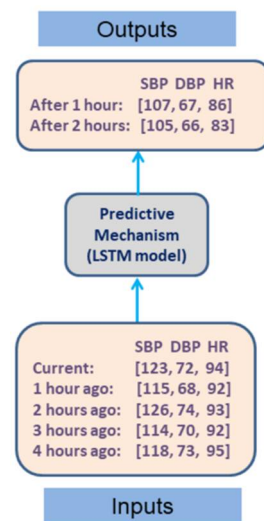 Outputs
SBP DBP HR
After 1 hour: [107, 67, 86]
After 2 hours: [105, 66, 83]
Predictive
Mechanism
(LSTM model)
SBP DBP HR
Current: [123, 72, 94]
1 hour ago: [115, 68, 92]
2 hours ago: [126, 74, 93]
3 hours ago: [114, 70, 92]
4 hours ago: [118, 73, 95]
Inputs